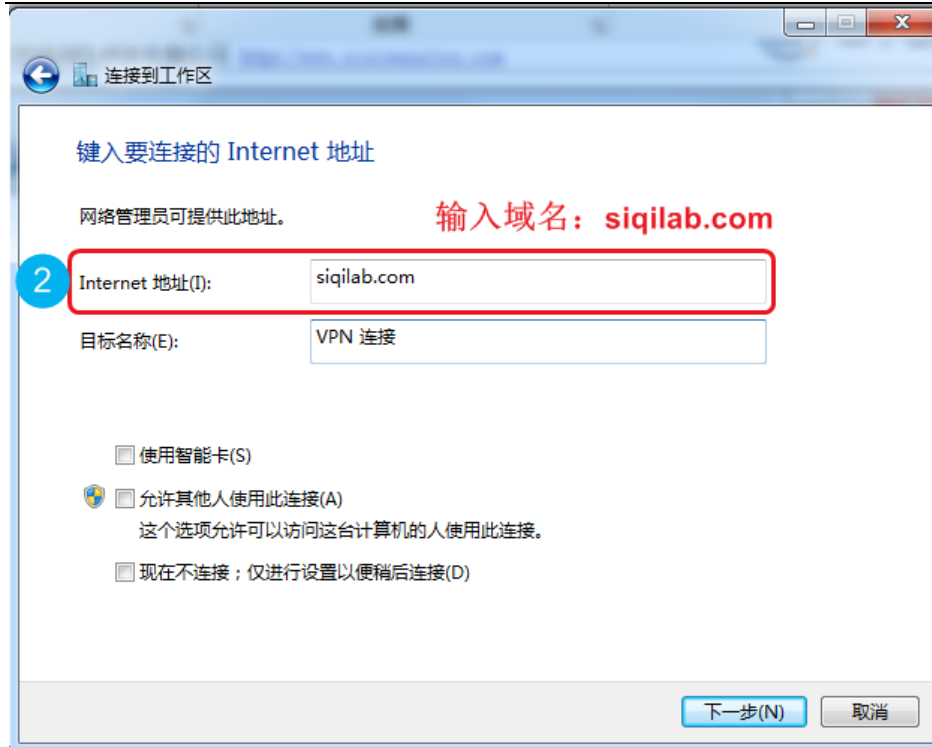 连接到工作区
键入要连接的 Internet 地址
网络管理员可提供此地址。
输入域名：siqilab.com
2
Internet 地址(I):
siqilab.com
目标名称(E):
VPN 连接
使用智能卡(S)
允许其他人使用此连接(A)
这个选项允许可以访问这台计算机的人使用此连接。
现在不连接；仅进行设置以便稍后连接(D)
下一步(N)
取消